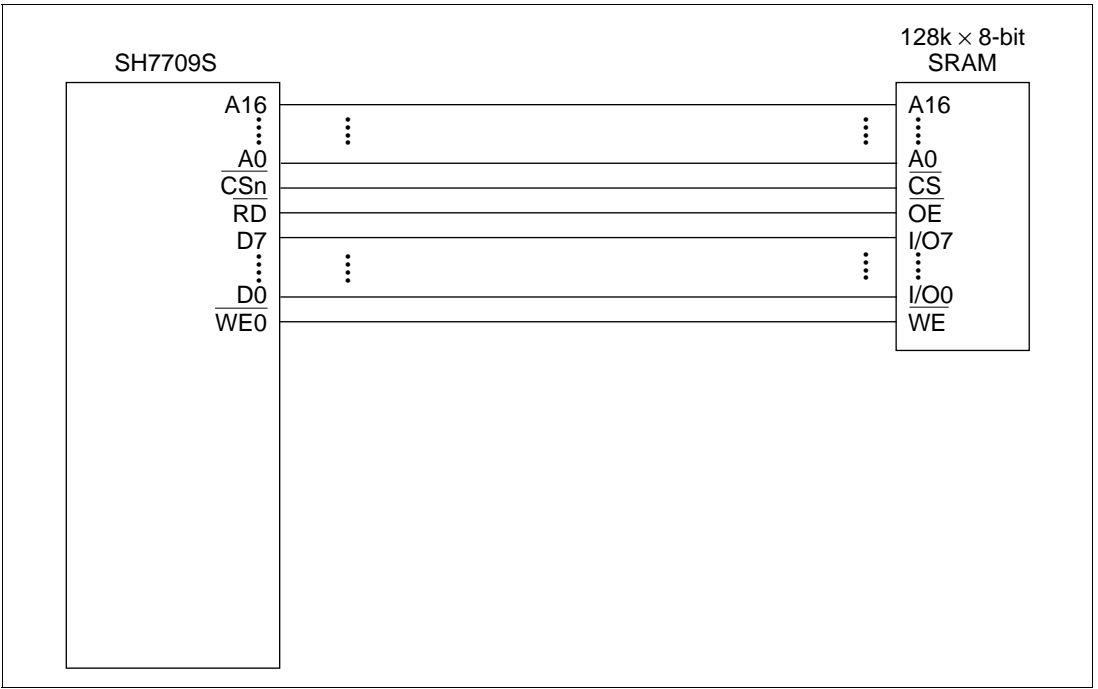 SH7709S
A16
A0
CSn
RD
D7
D0
WE0
128k × 8-bit
SRAM
A16
A0
CS
OE
I/O7
I/O0
WE